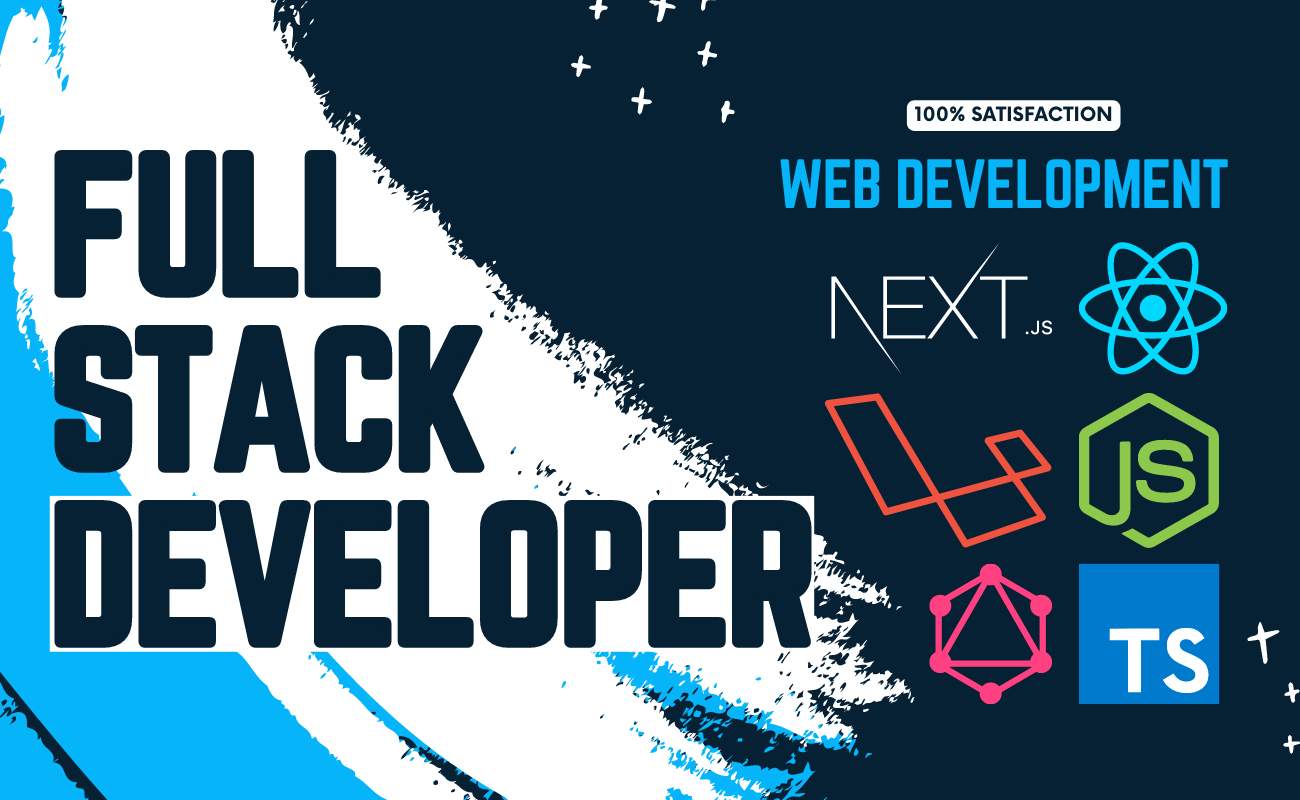 FULL
STACK
DEVELOPER
100% SATISFACTION
WEB DEVELOPMENT
NEXT.JS
JS
TS